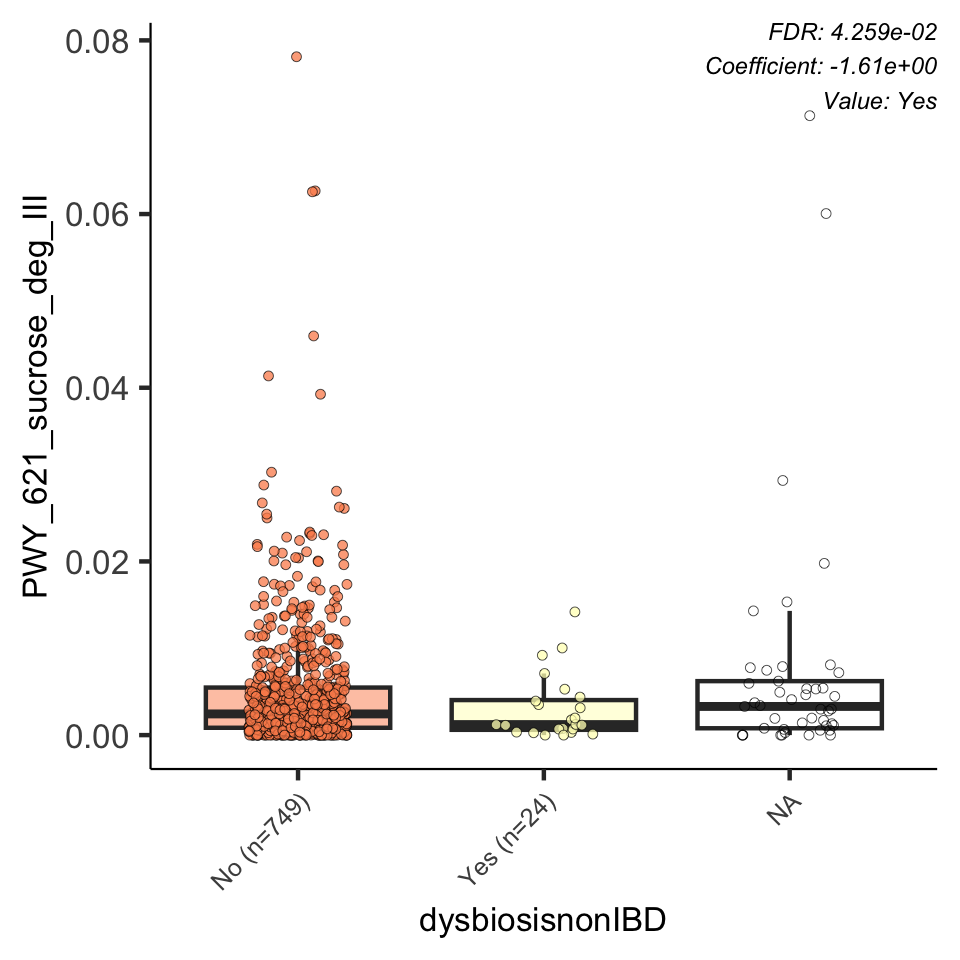 FDR: 4.259e-02
Coefficient: -1.61e+00
Value: Yes
PWY_621_sucrose_deg_III
0.08
0.06
0.04
0.02
0.00
No (n=749)
Yes (n=24)
NA
dysbiosisnonIBD